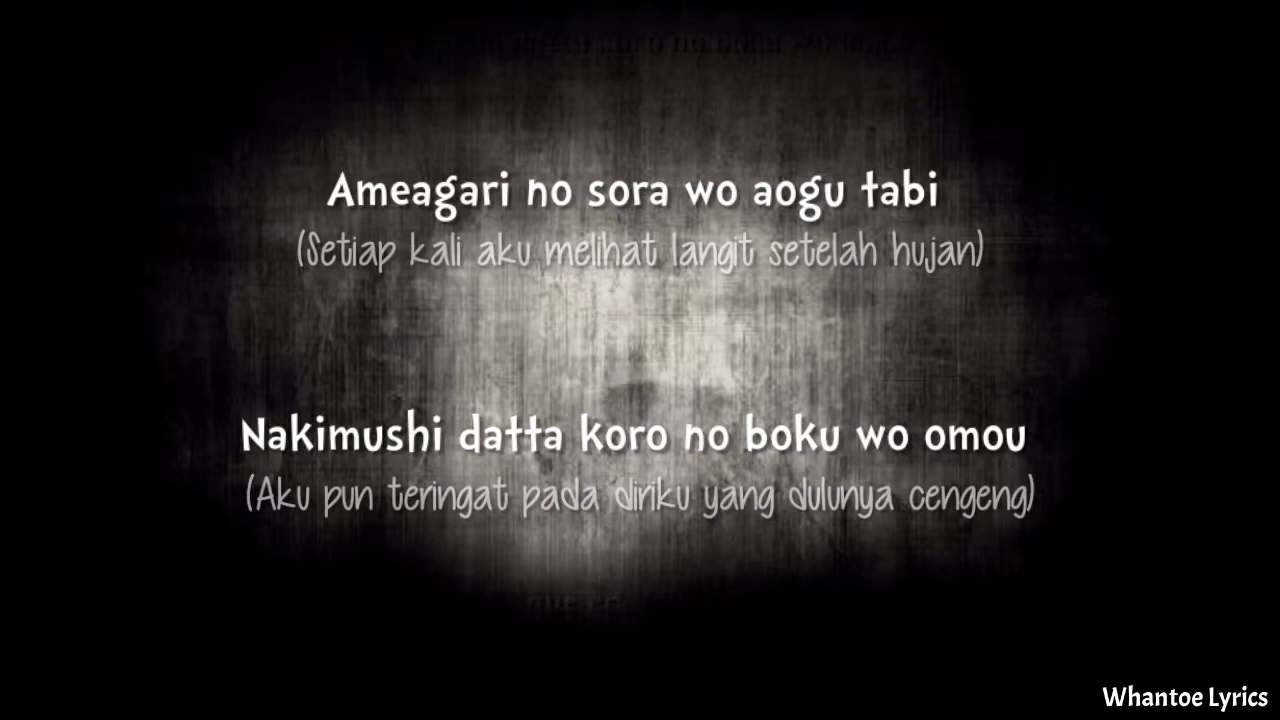 Ameagari no sora wo aogu tabi
(Setiap kali aku melihat langit setelah hujan)
Nakimushi datta koro no boku wo omou
(Aku pun teringat pada diriku yang dulunya cengeng)
Whantoe Lyrics